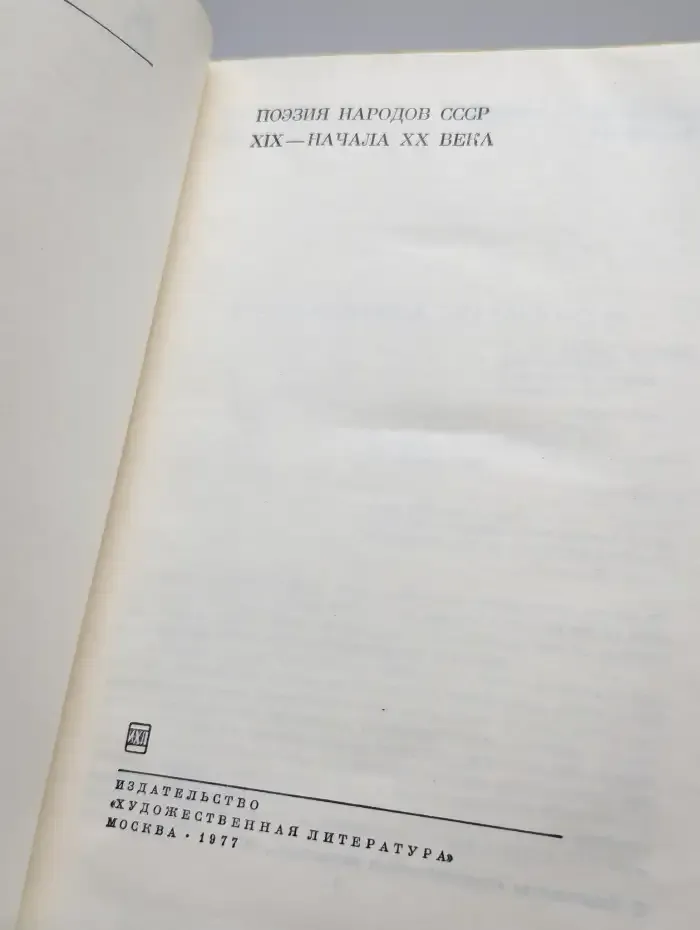 ПОЭЗИЯ НАРОДОВ СССР
XIX — НАЧАЛА XX ВЕКА
ИЗДАТЕЛЬСТВО
«ХУДОЖЕСТВЕННАЯ ЛИТЕРАТУРА»
МОСКВА · 1977